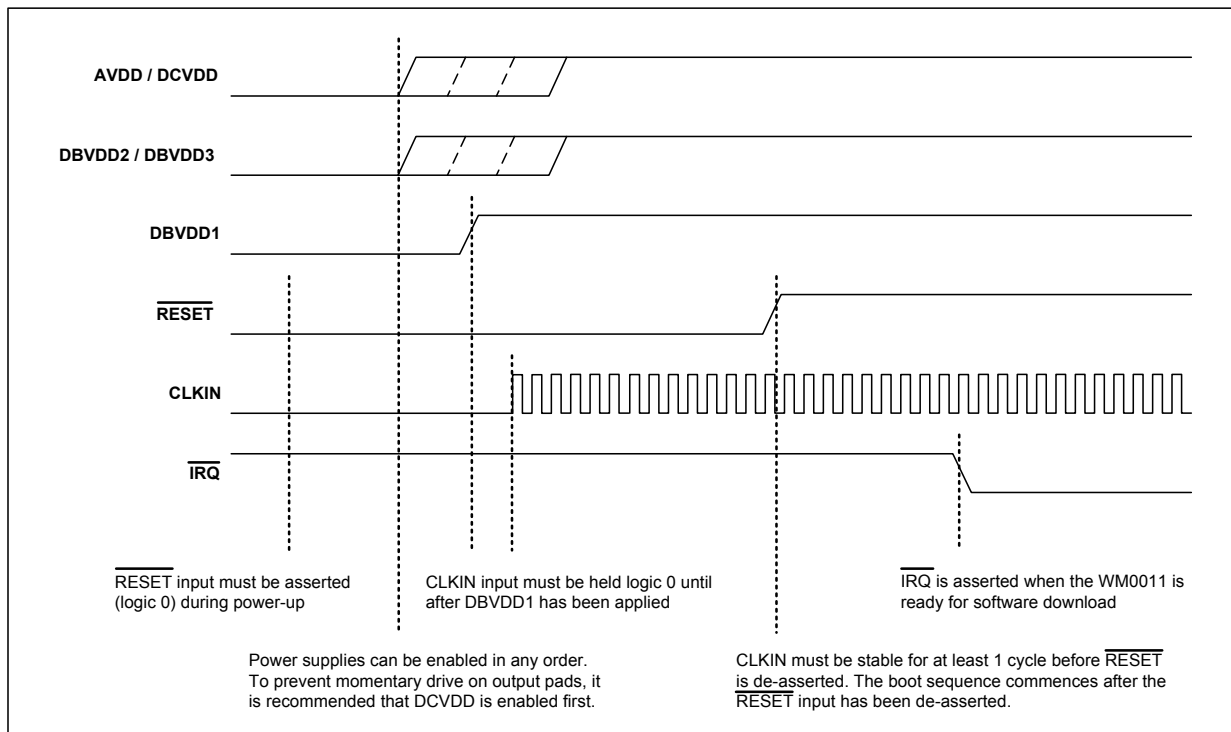 AVDD / DCVDD
DBVDD2 / DBVDD3
DBVDD1
RESET
CLKIN
IRQ
RESET input must be asserted
(logic 0) during power-up
CLKIN input must be held logic 0 until
after DBVDD1 has been applied
IRQ is asserted when the WM0011 is
ready for software download
Power supplies can be enabled in any order.
To prevent momentary drive on output pads, it
is recommended that DCVDD is enabled first.
CLKIN must be stable for at least 1 cycle before RESET
is de-asserted. The boot sequence commences after the
RESET input has been de-asserted.